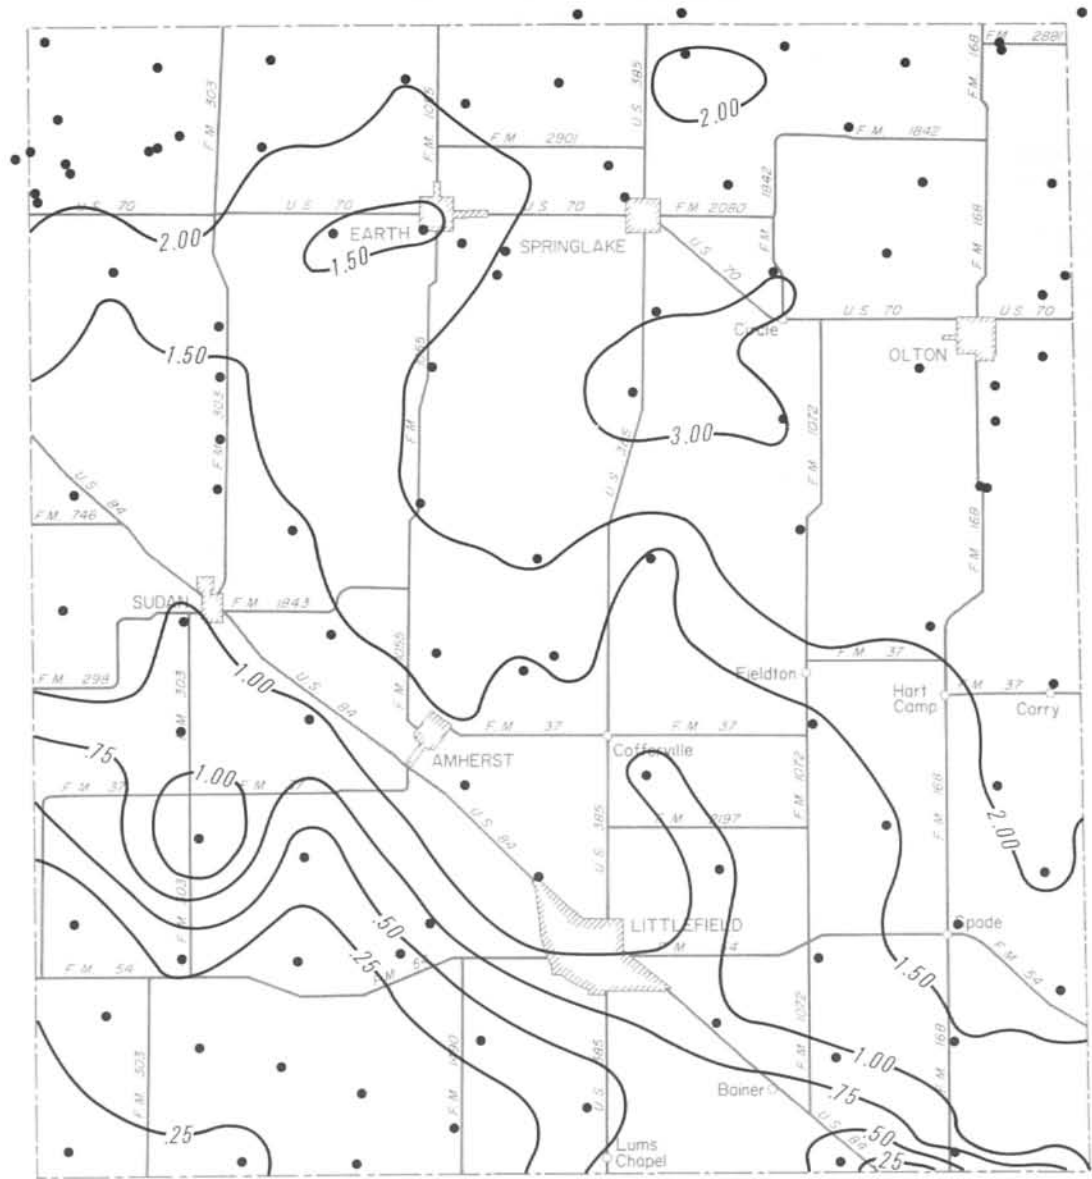 F.M. 2881
F.M. 168
F.M. 303
F.M. 1055
U.S. 385
2.00
F.M. 2901
F.M. 1842
F.M. 1842
U.S. 70
U.S. 70
U.S. 70
F.M. 2080
F.M. 168
EARTH
SPRINGLAKE
2.00
1.50
U.S. 70
Circle
U.S. 70
U.S. 70
OLTON
1.50
1055
F.M. 303
F.M.
3.00
U.S. 385
F.M. 1072
U.S. 84
F.M. 746
F.M. 168
SUDAN
F.M. 1843
F.M. 298
1.00
F.M. 303
U.S. 84
F.M. 1055
Fieldton
F.M. 37
Hart
Camp
F.M. 37
Corry
.75
1.00
F.M. 37
AMHERST
F.M. 37
F.M. 37
Cofferville
F.M. 1072
F.M. 168
U.S. 84
U.S. 385
F.M. 2197
2.00
F.M. 303
.50
LITTLEFIELD
Spade
.25
F.M. 54
F.M. 54
1.50
F.M. 54
F.M. 303
U.S. 385
F.M. 1072
F.M. 168
1.00
Bainer
.75
.25
Lums
Chapel
U.S. 84
.50
.25